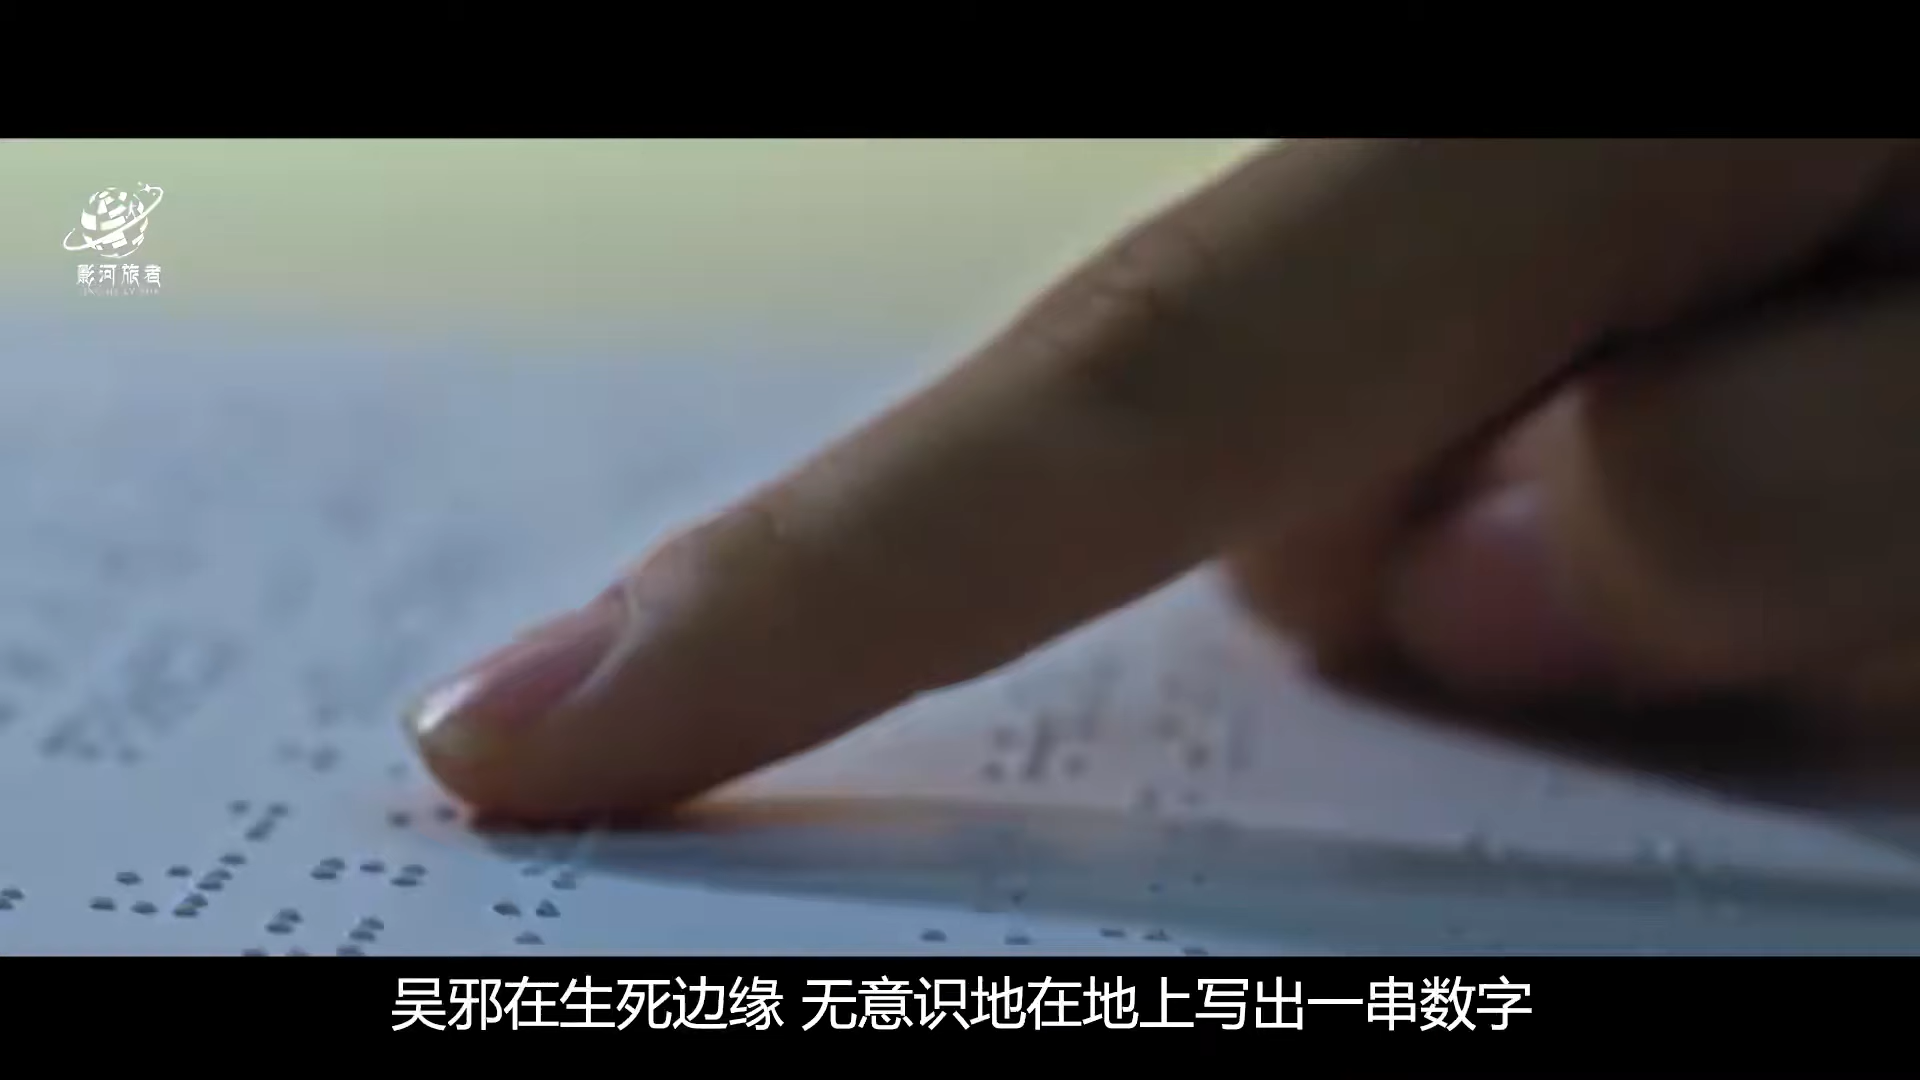 影河旅者
吴邪在生死边缘 无意识地在地上写出一串数字